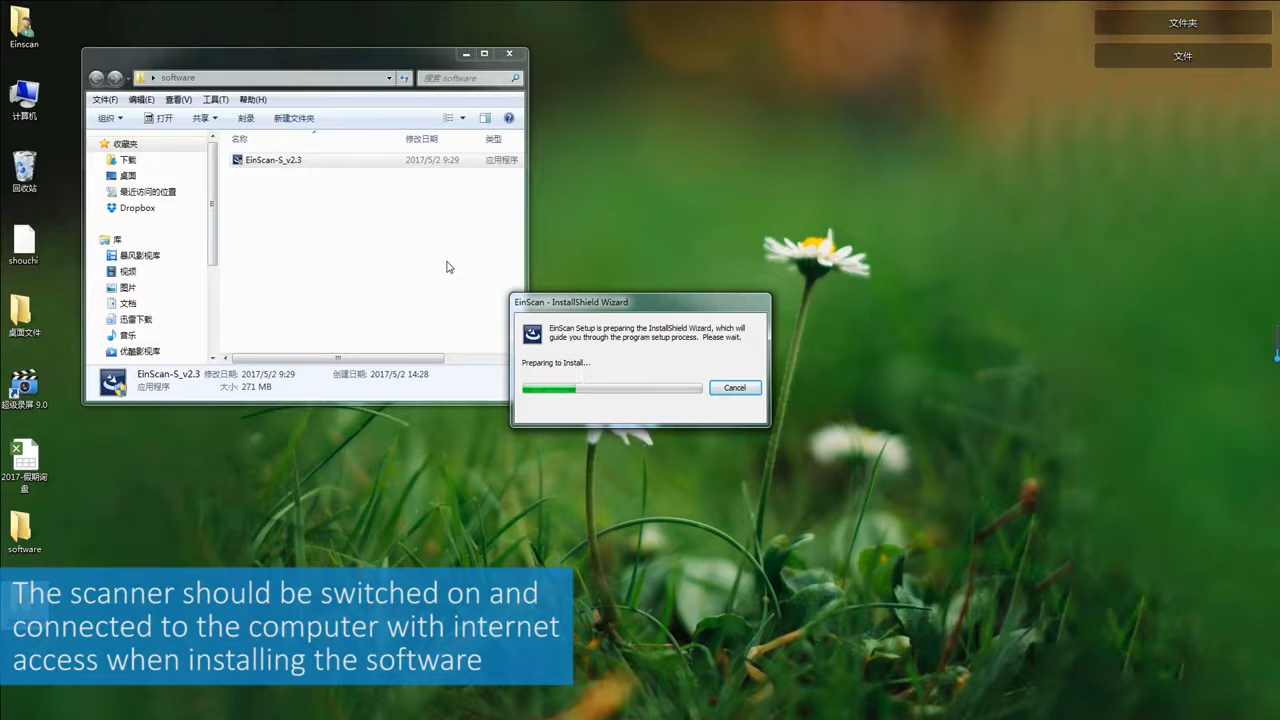 Einscan
计算机
回收站
shouchi
桌面文件
超级录屏 9.0
2017-假期询
盘
software
文件夹
文件
software
搜索 software
文件(F) 编辑(E) 查看(V) 工具(T) 帮助(H)
组织 打开 共享 刻录 新建文件夹
名称 修改日期 类型
EinScan-S_v2.3 2017/5/2 9:29 应用程序
收藏夹
下载
桌面
最近访问的位置
Dropbox
库
暴风影视库
视频
图片
文档
迅雷下载
音乐
优酷影视库
EinScan-S_v2.3 修改日期: 2017/5/2 9:29 创建日期: 2017/5/2 14:28
应用程序 大小: 271 MB
EinScan - InstallShield Wizard
EinScan Setup is preparing the InstallShield Wizard, which will
guide you through the program setup process. Please wait.
Preparing to Install...
Cancel
The scanner should be switched on and
connected to the computer with internet
access when installing the software